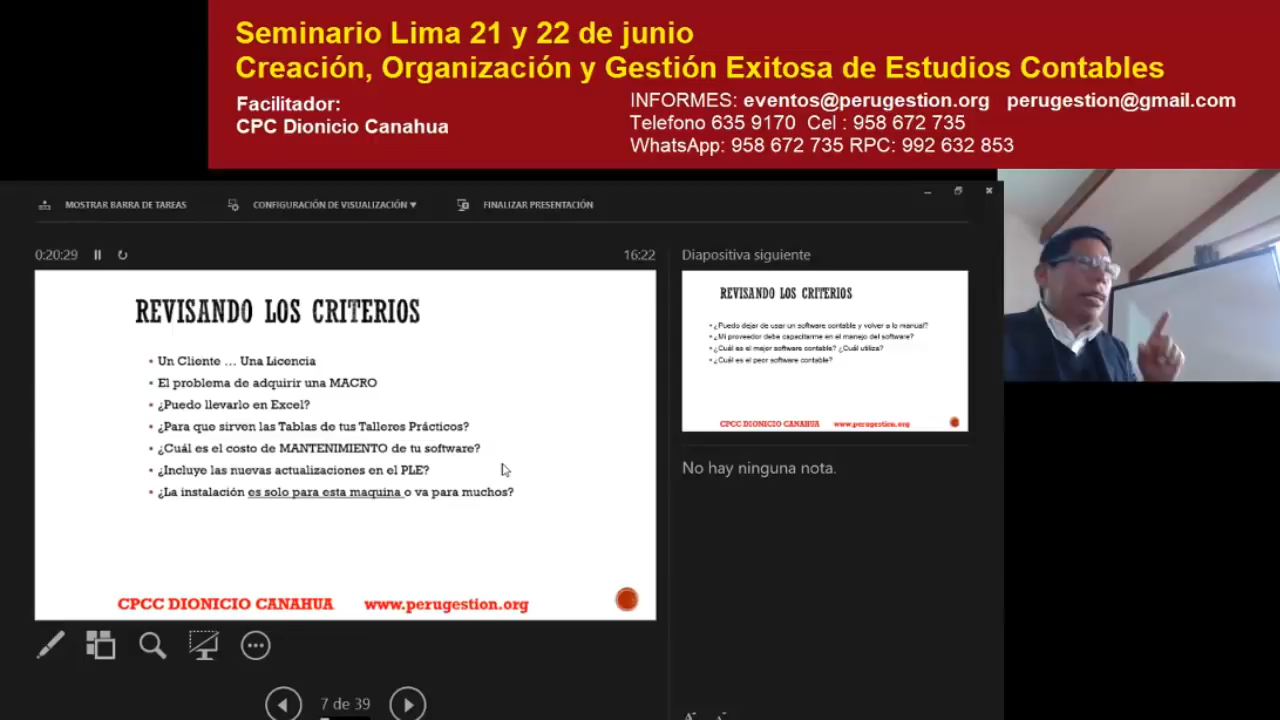 Seminario Lima 21 y 22 de junio
Creación, Organización y Gestión Exitosa de Estudios Contables
Facilitador:
CPC Dionicio Canahua
INFORMES: eventos@perugestion.org perugestion@gmail.com
Telefono 635 9170 Cel : 958 672 735
WhatsApp: 958 672 735 RPC: 992 632 853
MOSTRAR BARRA DE TAREAS
CONFIGURACIÓN DE VISUALIZACIÓN
FINALIZAR PRESENTACIÓN
0:20:29
16:22
REVISANDO LOS CRITERIOS
• Un Cliente … Una Licencia
• El problema de adquirir una MACRO
• ¿Puedo llevarlo en Excel?
• ¿Para que sirven las Tablas de tus Talleres Prácticos?
• ¿Cuál es el costo de MANTENIMIENTO de tu software?
• ¿Incluye las nuevas actualizaciones en el PLE?
• ¿La instalación es solo para esta maquina o va para muchos?
CPCC DIONICIO CANAHUA www.perugestion.org
7 de 39
Diapositiva siguiente
REVISANDO LOS CRITERIOS
• ¿Puedo dejar de usar un software contable y volver a lo manual?
• ¿Mi proveedor debe capacitarme en el manejo del software?
• ¿Cuál es el mejor software contable? ¿Cuál utiliza?
• ¿Cuál es el peor software contable?
CPCC DIONICIO CANAHUA www.perugestion.org
No hay ninguna nota.